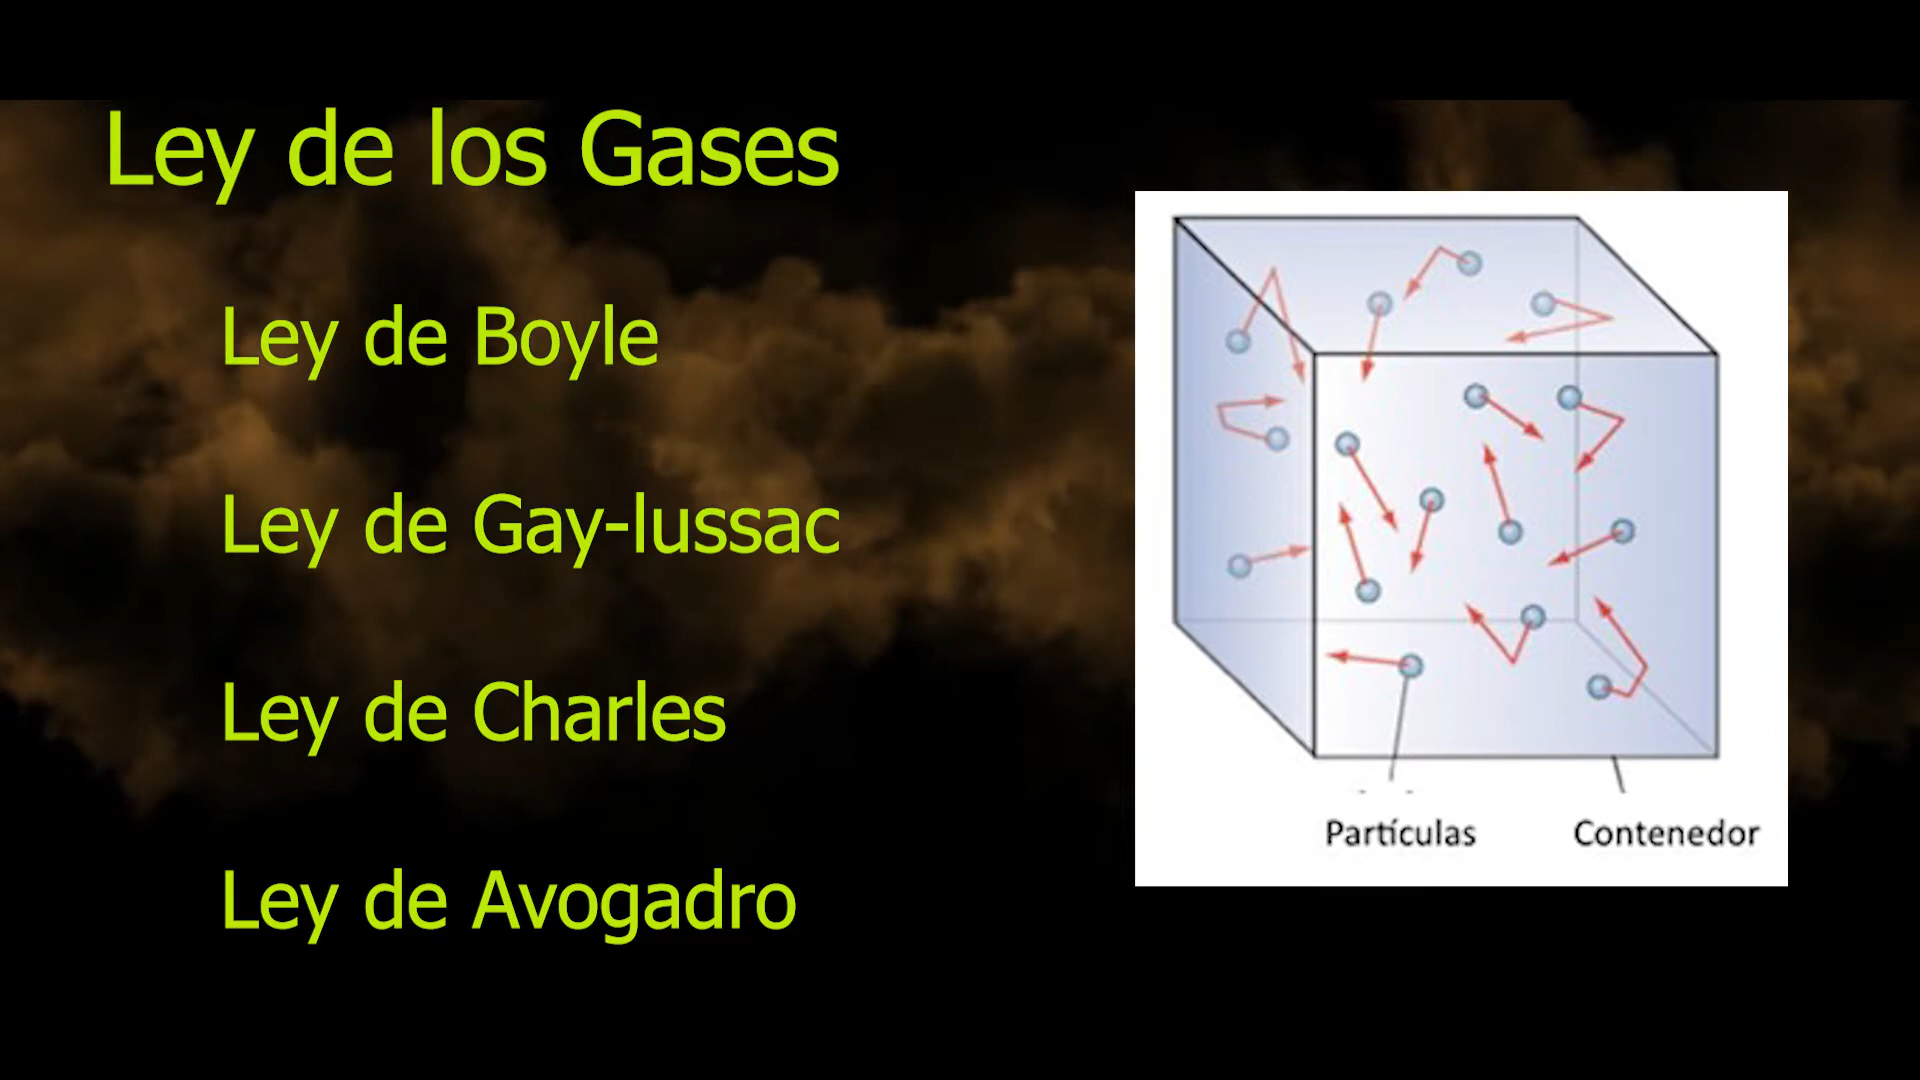 Ley de los Gases
Ley de Boyle
Ley de Gay-lussac
Ley de Charles
Ley de Avogadro
Partículas
Contenedor